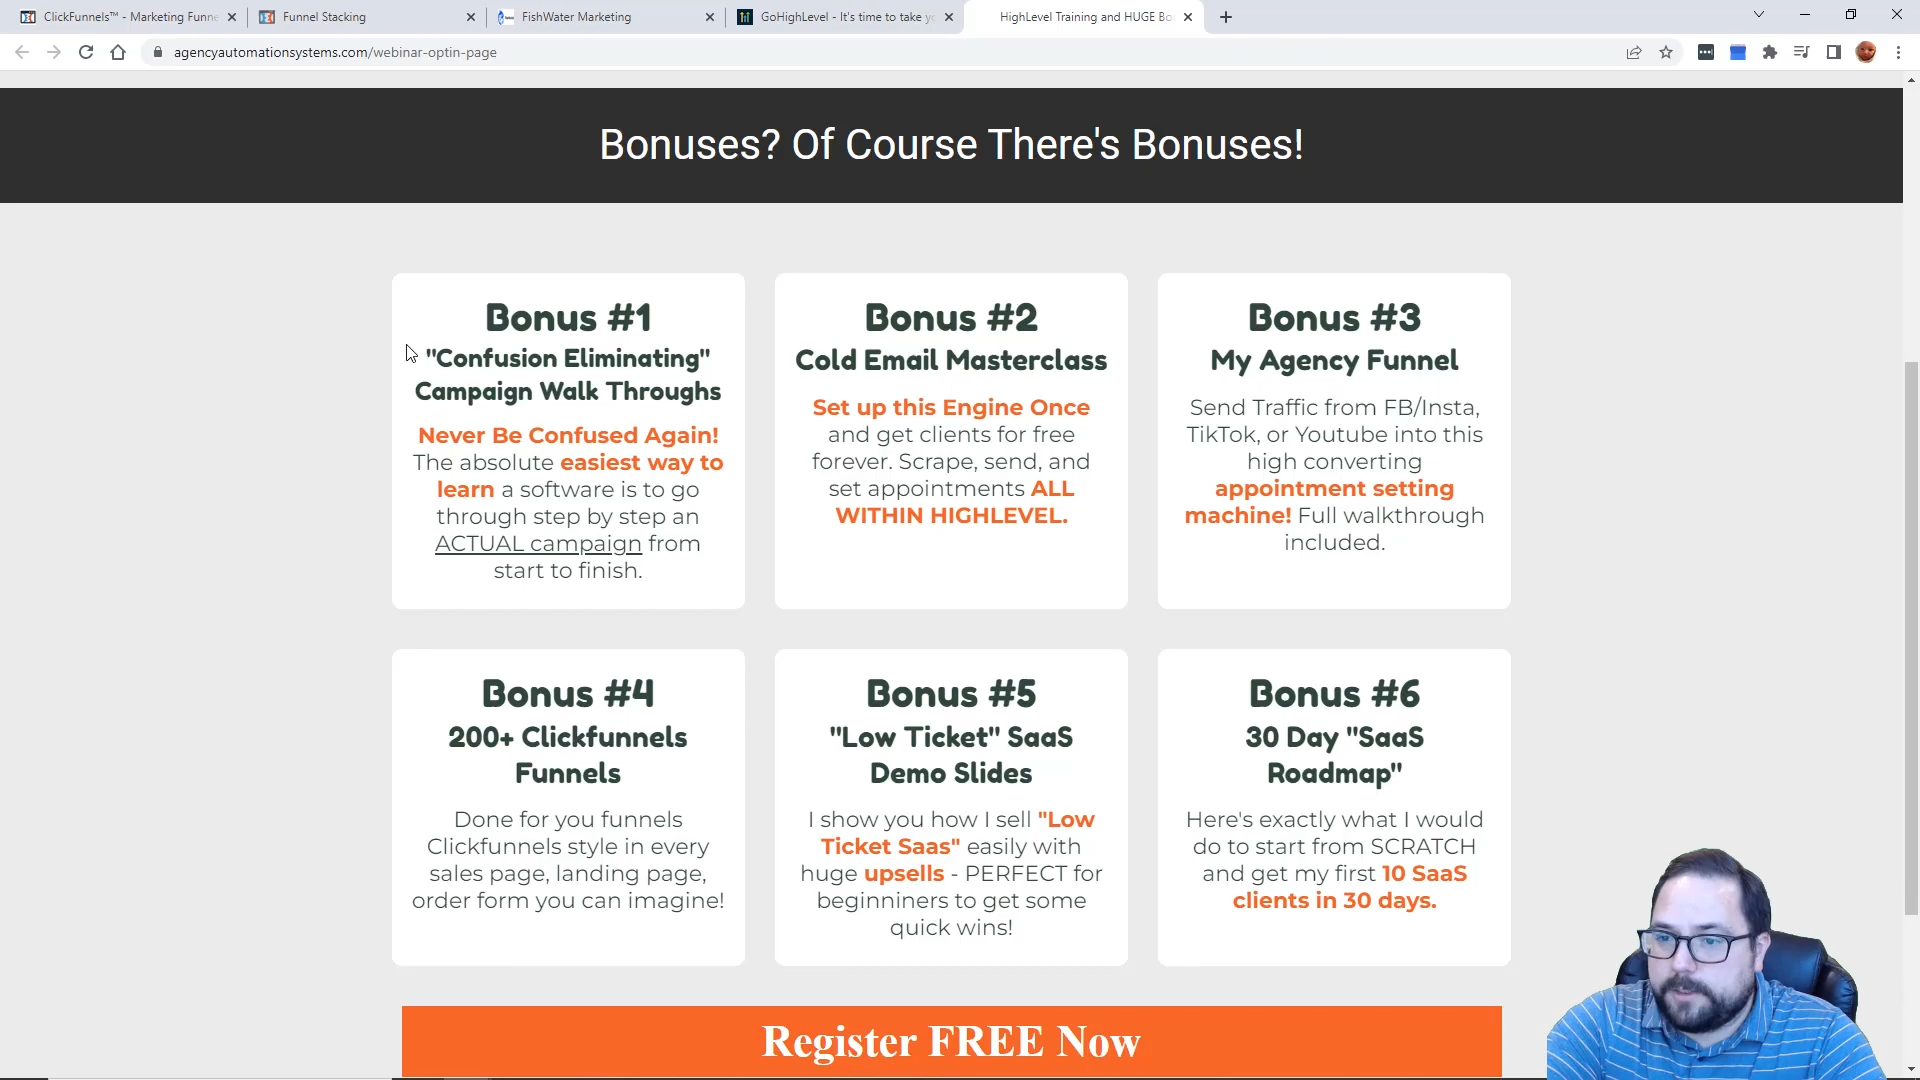 ClickFunnels™ - Marketing Funne
Funnel Stacking
FishWater Marketing
GoHighLevel - It's time to take yo
HighLevel Training and HUGE Bo
agencyautomationsystems.com/webinar-optin-page
Bonuses? Of Course There's Bonuses!
Bonus #1
"Confusion Eliminating"
Campaign Walk Throughs
Never Be Confused Again!
The absolute easiest way to
learn a software is to go
through step by step an
ACTUAL campaign from
start to finish.
Bonus #2
Cold Email Masterclass
Set up this Engine Once
and get clients for free
forever. Scrape, send, and
set appointments ALL
WITHIN HIGHLEVEL.
Bonus #3
My Agency Funnel
Send Traffic from FB/Insta,
TikTok, or Youtube into this
high converting
appointment setting
machine! Full walkthrough
included.
Bonus #4
200+ Clickfunnels
Funnels
Done for you funnels
Clickfunnels style in every
sales page, landing page,
order form you can imagine!
Bonus #5
"Low Ticket" SaaS
Demo Slides
I show you how I sell "Low
Ticket Saas" easily with
huge upsells - PERFECT for
beginniners to get some
quick wins!
Bonus #6
30 Day "SaaS
Roadmap"
Here's exactly what I would
do to start from SCRATCH
and get my first 10 SaaS
clients in 30 days.
Register FREE Now